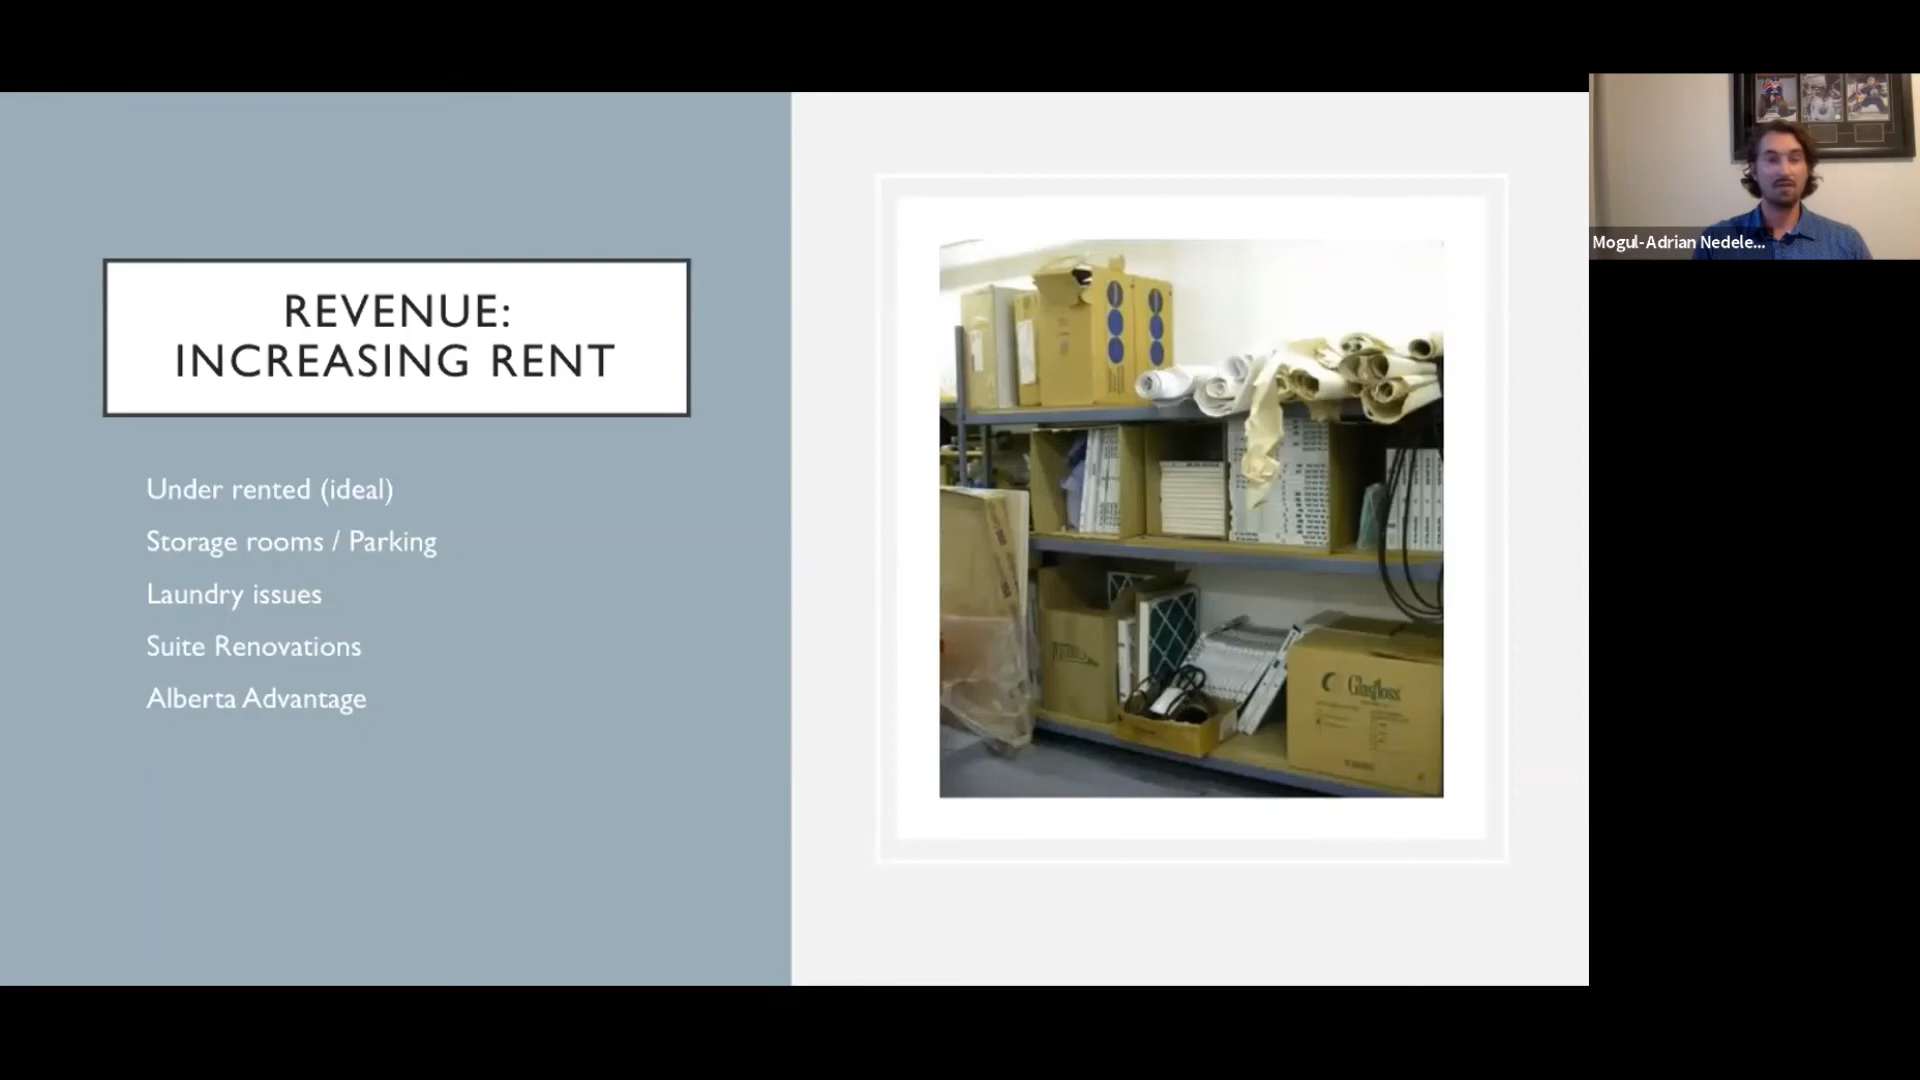 REVENUE:
INCREASING RENT
Under rented (ideal)
Storage rooms / Parking
Laundry issues
Suite Renovations
Alberta Advantage
Glasfloss
Mogul-Adrian Nedele...